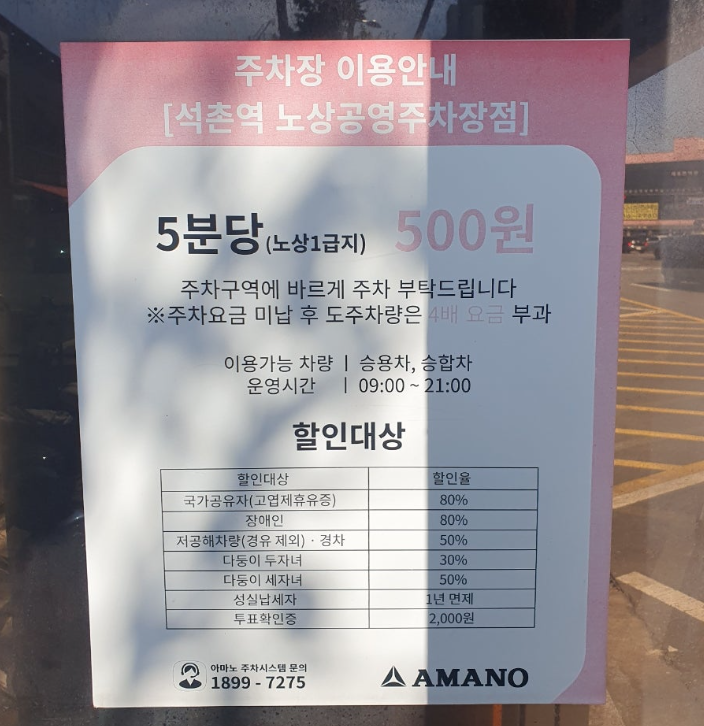 주차장 이용안내
[석촌역 노상공영주차장점]
5분당(노상1급지) 500원
주차구역에 바르게 주차 부탁드립니다
※주차요금 미납 후 도주차량은 4배 요금 부과
이용가능 차량 | 승용차, 승합차
운영시간 | 09:00 ~ 21:00
할인대상
할인대상 할인율
국가공유자(고엽제휴유증) 80%
장애인 80%
저공해차량(경유 제외) · 경차 50%
다둥이 두자녀 30%
다둥이 세자녀 50%
성실납세자 1년 면제
투표확인증 2,000원
아마노 주차시스템 문의
1899 - 7275
AMANO